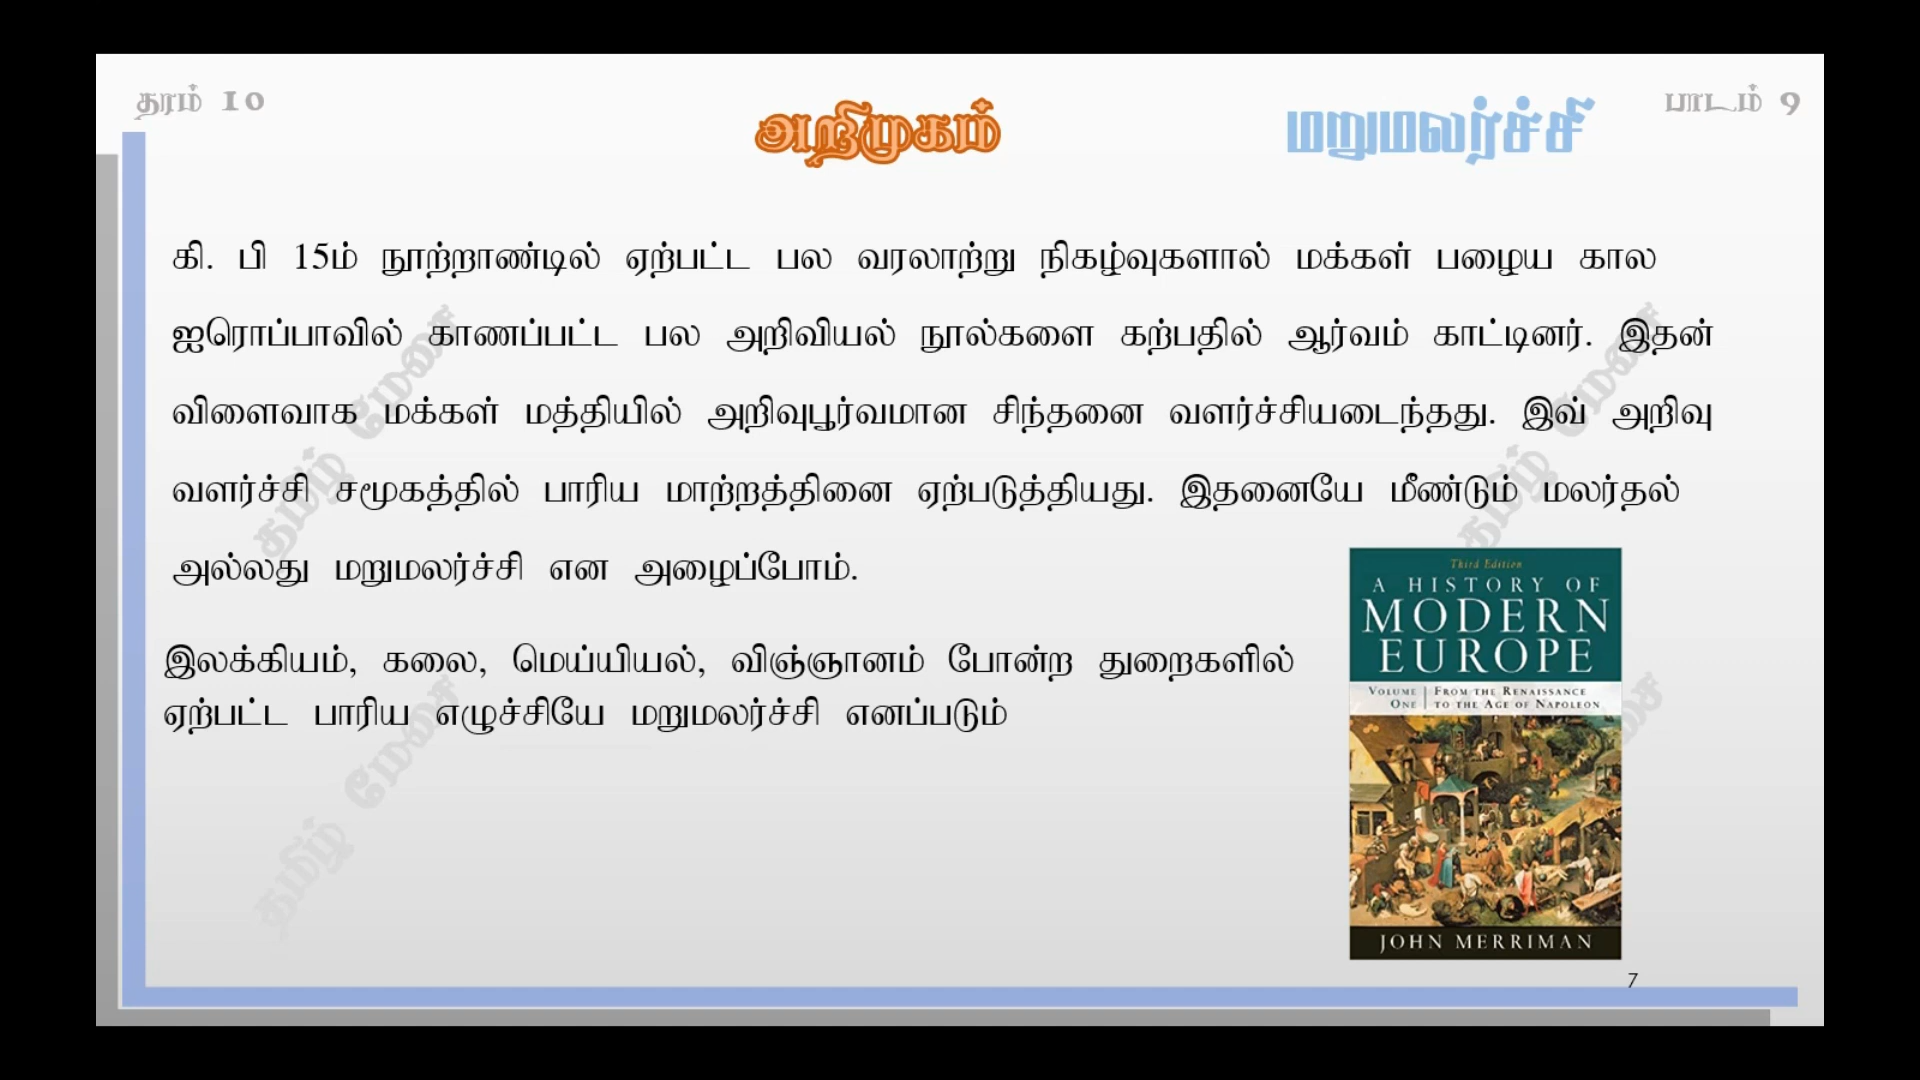 தரம் 10
அறிமுகம்
மறுமலர்ச்சி
பாடம் 9
கி. பி 15ம் நூற்றாண்டில் ஏற்பட்ட பல வரலாற்று நிகழ்வுகளால் மக்கள் பழைய கால
ஐரொப்பாவில் காணப்பட்ட பல அறிவியல் நூல்களை கற்பதில் ஆர்வம் காட்டினர். இதன்
விளைவாக மக்கள் மத்தியில் அறிவுபூர்வமான சிந்தனை வளர்ச்சியடைந்தது. இவ் அறிவு
வளர்ச்சி சமூகத்தில் பாரிய மாற்றத்தினை ஏற்படுத்தியது. இதனையே மீண்டும் மலர்தல்
அல்லது மறுமலர்ச்சி என அழைப்போம்.
இலக்கியம், கலை, மெய்யியல், விஞ்ஞானம் போன்ற துறைகளில்
ஏற்பட்ட பாரிய எழுச்சியே மறுமலர்ச்சி எனப்படும்
Third Edition
A HISTORY OF
MODERN
EUROPE
VOLUME ONE
FROM THE RENAISSANCE
TO THE AGE OF NAPOLEON
JOHN MERRIMAN
7
தமிழ் மேசை
தமிழ் மேசை
தமிழ் மேசை
சை